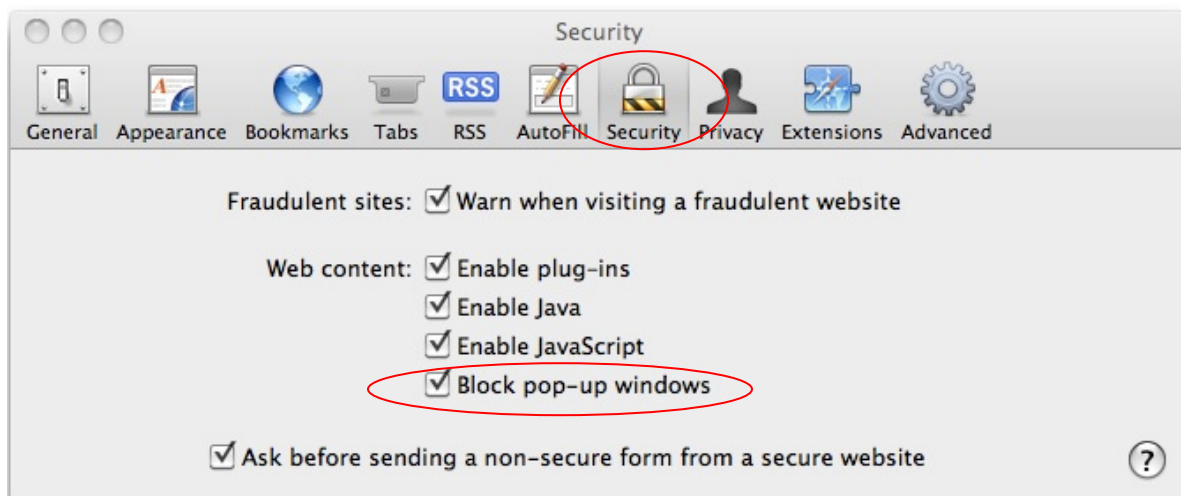 Security
RSS
General Appearance Bookmarks Tabs RSS AutoFill Security Privacy Extensions Advanced
Fraudulent sites: Warn when visiting a fraudulent website
Web content: Enable plug-ins
Enable Java
Enable JavaScript
Block pop-up windows
Ask before sending a non-secure form from a secure website ?